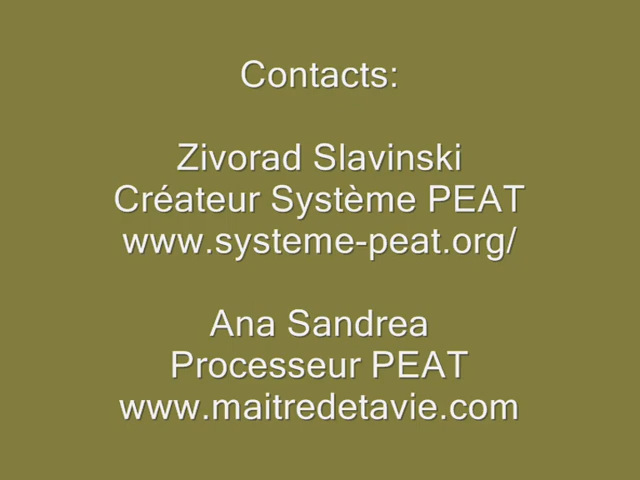 Contacts:
Zivorad Slavinski
Créateur Système PEAT
www.systeme-peat.org/
Ana Sandrea
Processeur PEAT
www.maitredetavie.com